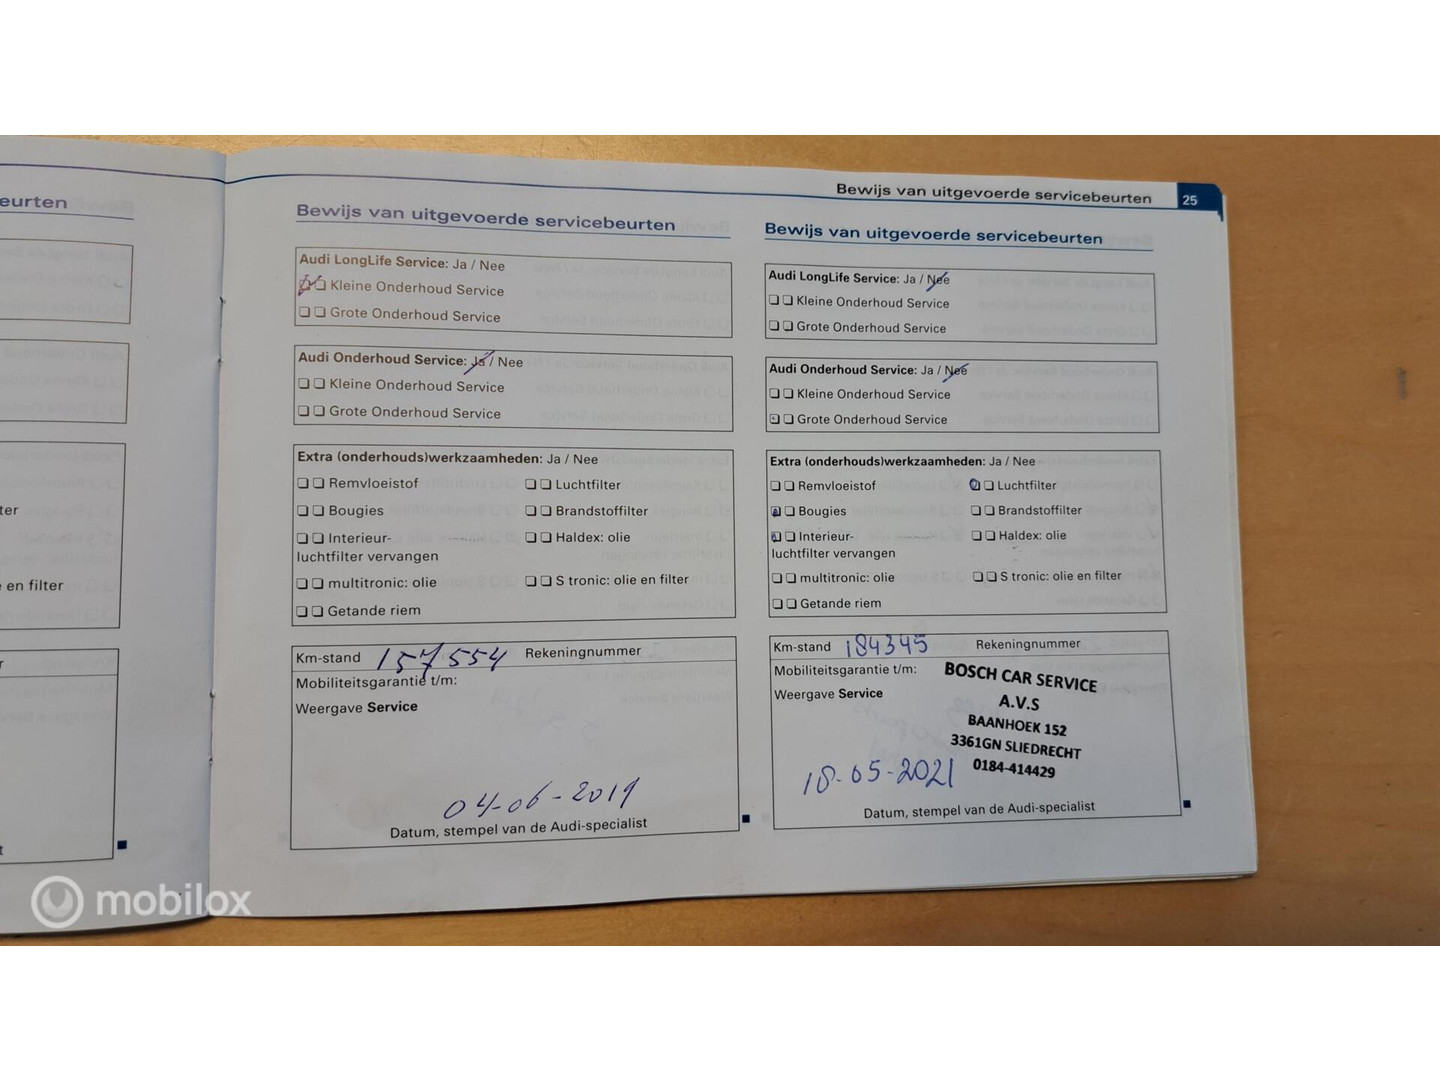 Bewijs van uitgevoerde servicebeurten 25
eurten
ter
e en filter
r
t
Bewijs van uitgevoerde servicebeurten
Audi LongLife Service: Ja / Nee
Kleine Onderhoud Service
Grote Onderhoud Service
Audi Onderhoud Service: Ja / Nee
Kleine Onderhoud Service
Grote Onderhoud Service
Extra (onderhouds)werkzaamheden: Ja / Nee
Remvloeistof Luchtfilter
Bougies Brandstoffilter
Interieur- Haldex: olie
luchtfilter vervangen
multitronic: olie S tronic: olie en filter
Getande riem
Km-stand 157554 Rekeningnummer
Mobiliteitsgarantie t/m:
Weergave Service
04-06-2019
Datum, stempel van de Audi-specialist
Bewijs van uitgevoerde servicebeurten
Audi LongLife Service: Ja / Nee
Kleine Onderhoud Service
Grote Onderhoud Service
Audi Onderhoud Service: Ja / Nee
Kleine Onderhoud Service
Grote Onderhoud Service
Extra (onderhouds)werkzaamheden: Ja / Nee
Remvloeistof Luchtfilter
Bougies Brandstoffilter
Interieur- Haldex: olie
luchtfilter vervangen
multitronic: olie S tronic: olie en filter
Getande riem
Km-stand 184345 Rekeningnummer
Mobiliteitsgarantie t/m:
Weergave Service
BOSCH CAR SERVICE
A.V.S
BAANHOEK 152
3361GN SLIEDRECHT
0184-414429
18-05-2021
Datum, stempel van de Audi-specialist
mobilox